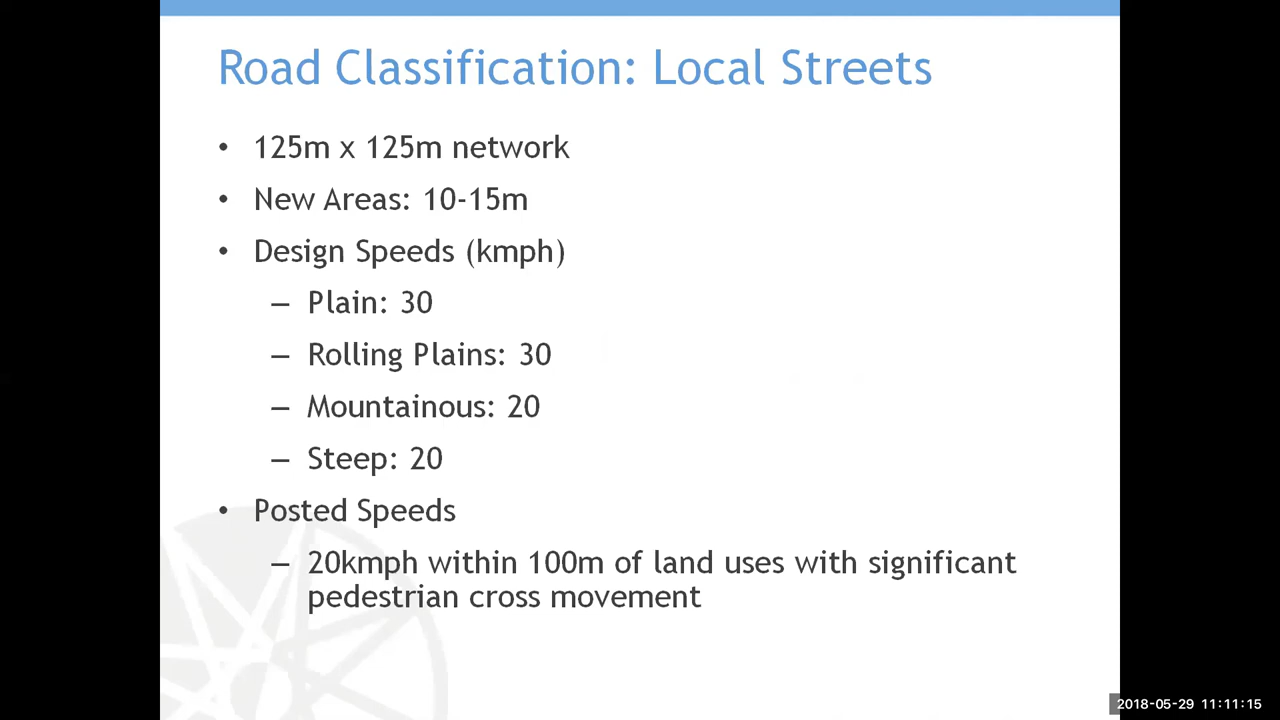 Road Classification: Local Streets
• 125m x 125m network
• New Areas: 10-15m
• Design Speeds (kmph)
– Plain: 30
– Rolling Plains: 30
– Mountainous: 20
– Steep: 20
• Posted Speeds
– 20kmph within 100m of land uses with significant
pedestrian cross movement
2018-05-29 11:11:15